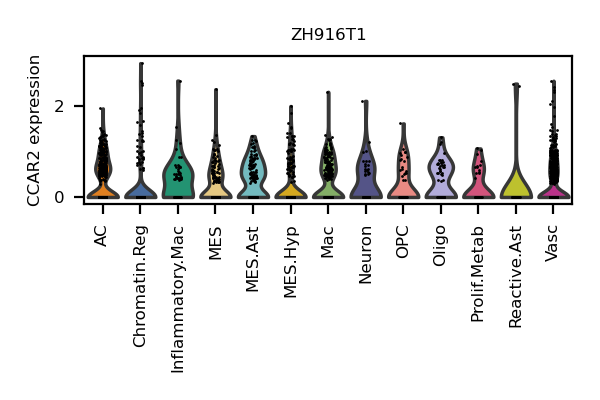 ZH916T1
CCAR2 expression
2
0
AC
Chromatin.Reg
Inflammatory.Mac
MES
MES.Ast
MES.Hyp
Mac
Neuron
OPC
Oligo
Prolif.Metab
Reactive.Ast
Vasc